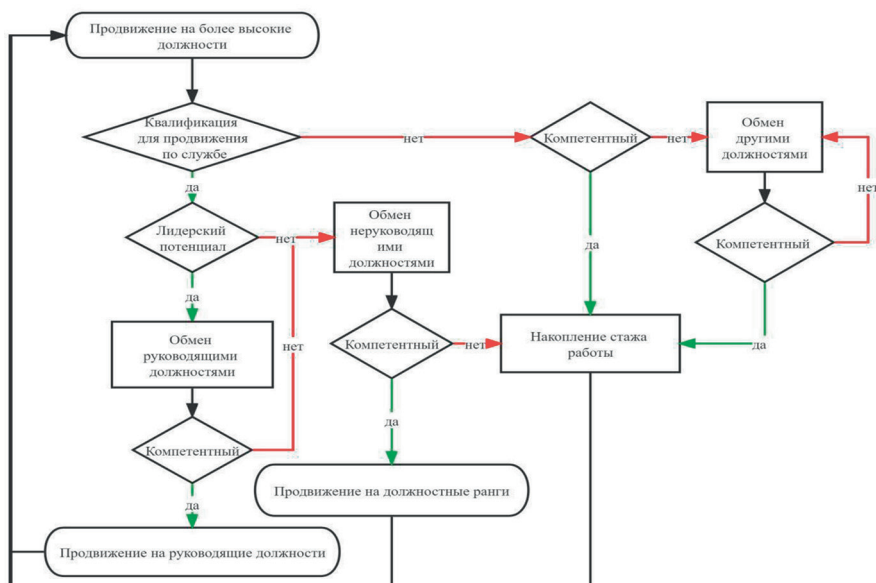 Продвижение на более высокие
должности
Квалификация
для продвижения
по службе
нет
Компетентный
нет
Обмен
другими
должностями
нет
да
Лидерский
потенциал
нет
Обмен
неруководящ
ими
должностями
да
Компетентный
да
Обмен
руководящими
должностями
нет
Компетентный
нет
Накопление стажа
работы
да
да
Компетентный
да
Продвижение на должностные ранги
Продвижение на руководящие должности